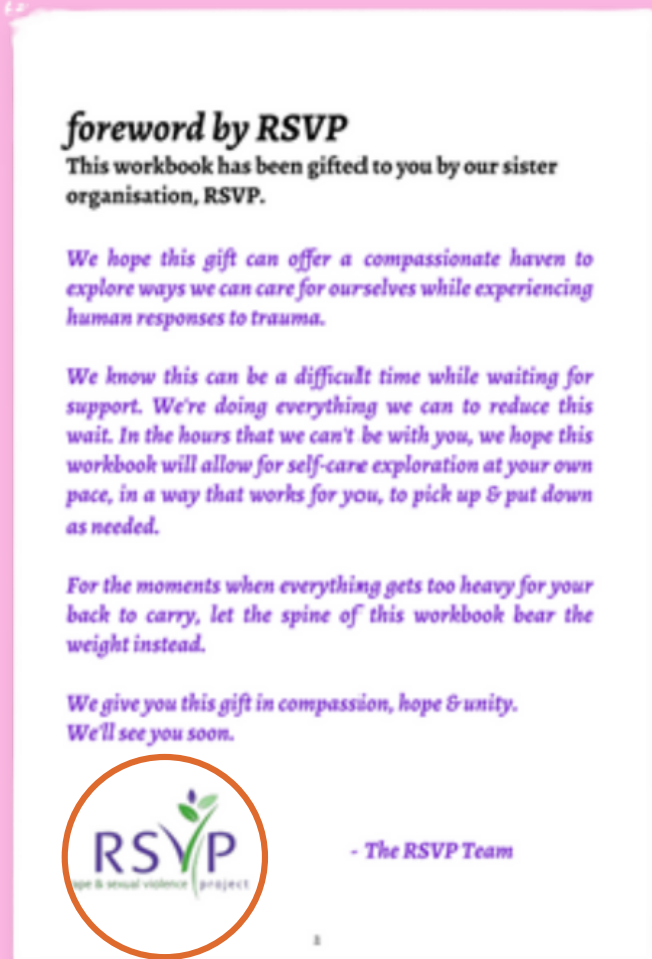 foreword by RSVP
This workbook has been gifted to you by our sister
organisation, RSVP.
We hope this gift can offer a compassionate haven to
explore ways we can care for ourselves while experiencing
human responses to trauma.
We know this can be a difficult time while waiting for
support. We're doing everything we can to reduce this
wait. In the hours that we can't be with you, we hope this
workbook will allow for self-care exploration at your own
pace, in a way that works for you, to pick up & put down
as needed.
For the moments when everything gets too heavy for your
back to carry, let the spine of this workbook bear the
weight instead.
We give you this gift in compassion, hope & unity.
We'll see you soon.
RSVP
ape & sexual violence project
- The RSVP Team